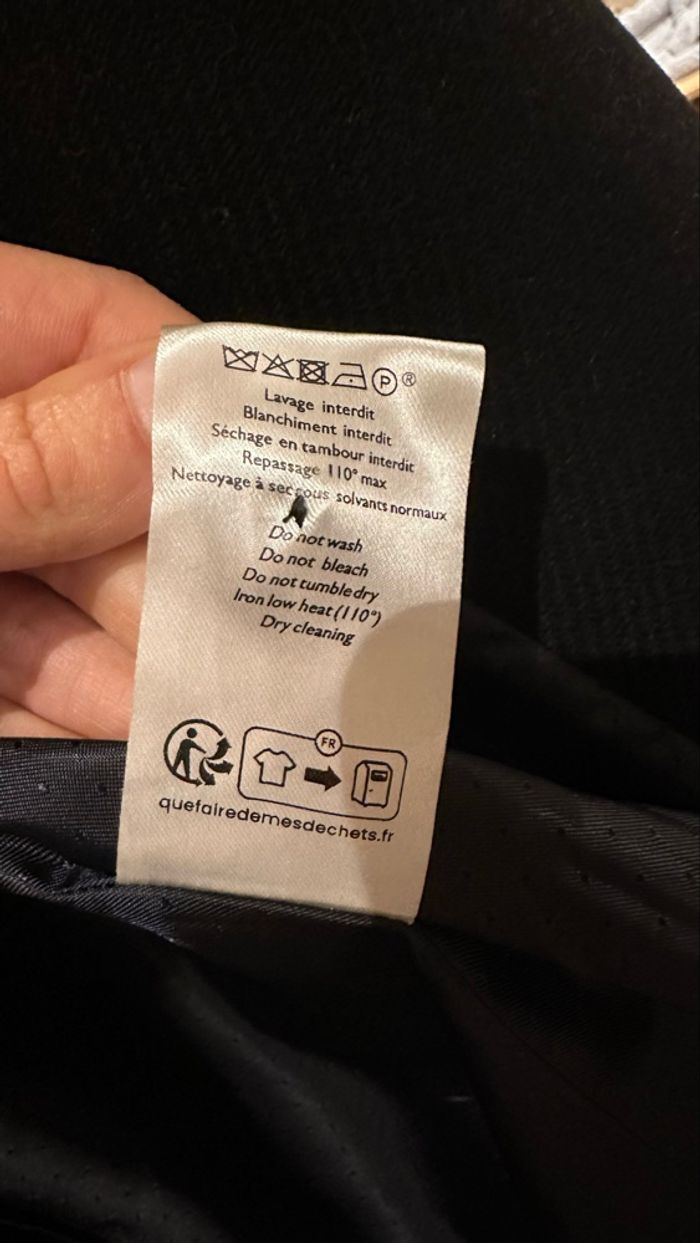 P ®
Lavage interdit
Blanchiment interdit
Séchage en tambour interdit
Repassage 110° max
Nettoyage à sec sous solvants normaux
Do not wash
Do not bleach
Do not tumble dry
Iron low heat (110°)
Dry cleaning
FR
quefairedemesdechets.fr